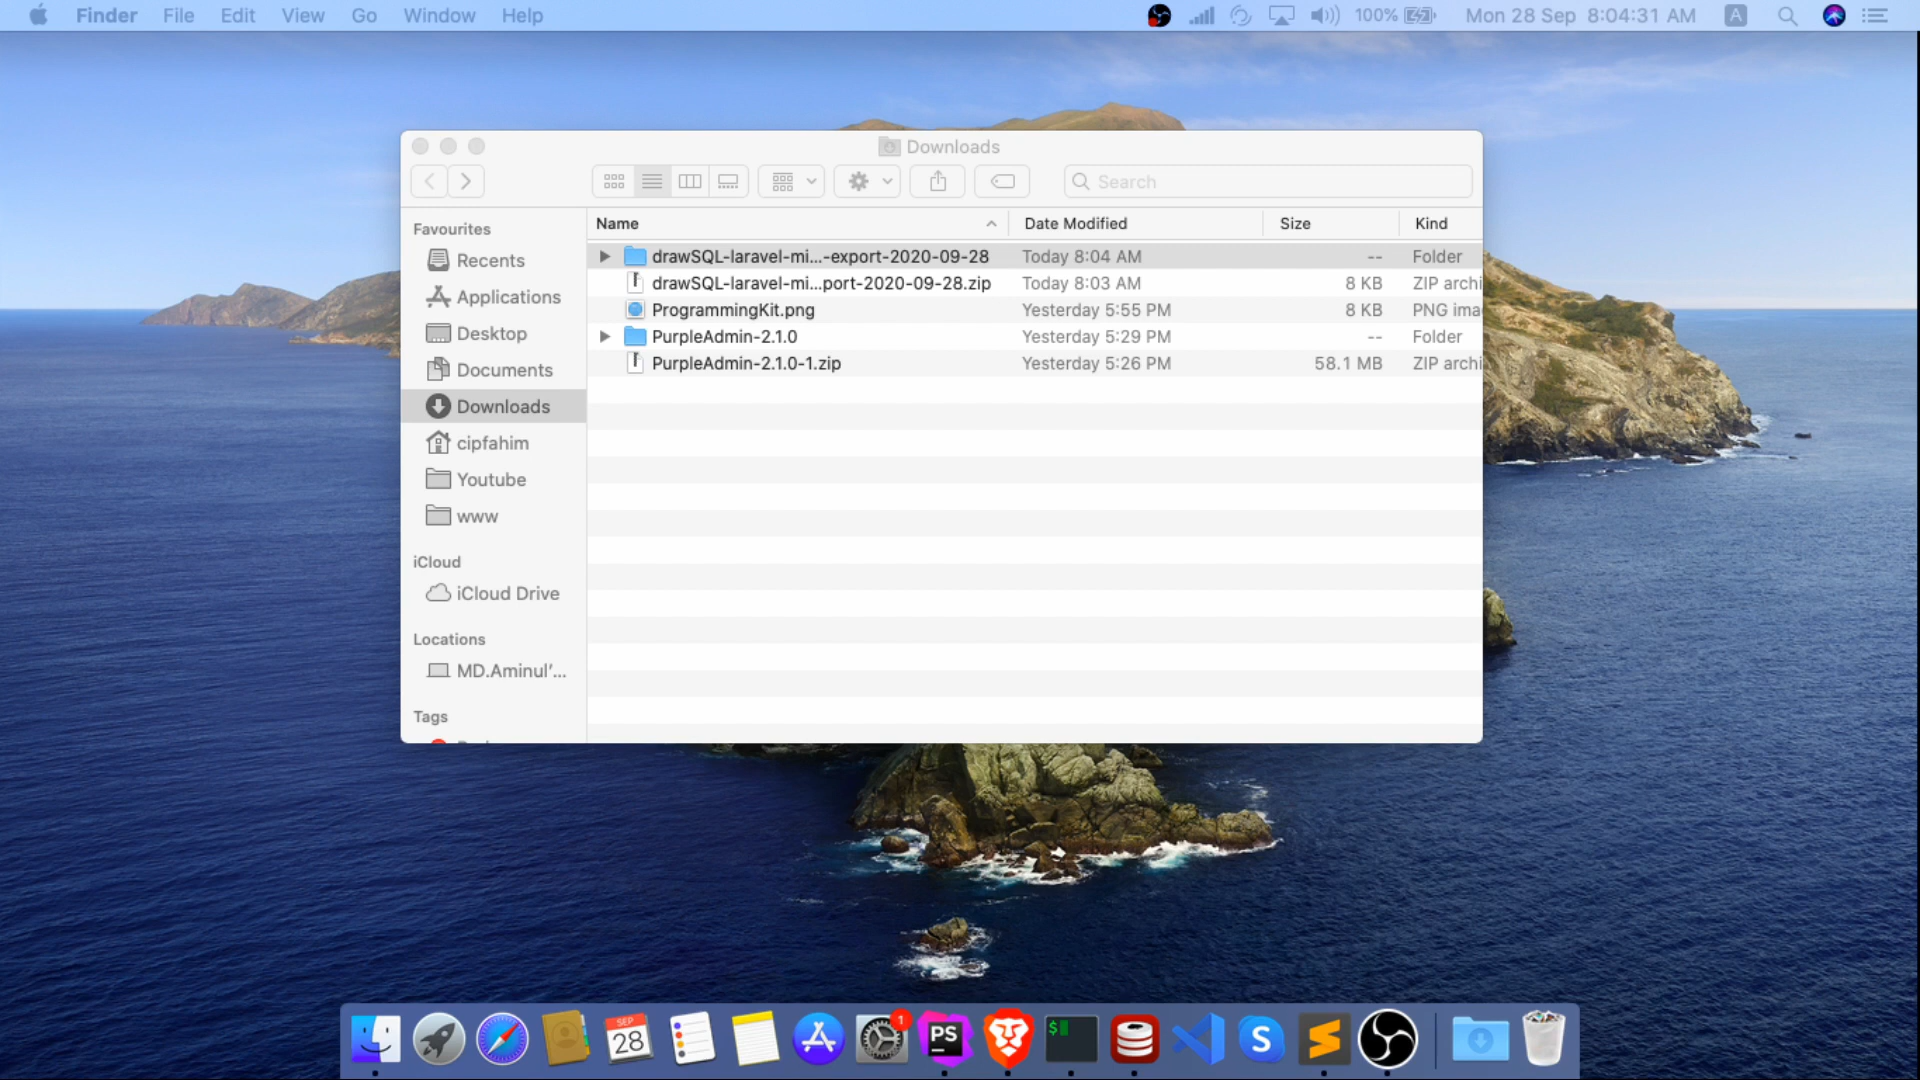 Finder File Edit View Go Window Help 100% Mon 28 Sep 8:04:31 AM A
Downloads
Search
Favourites
Recents
Applications
Desktop
Documents
Downloads
cipfahim
Youtube
www
iCloud
iCloud Drive
Locations
MD.Aminul'...
Tags
Name Date Modified Size Kind
drawSQL-laravel-mi...-export-2020-09-28 Today 8:04 AM -- Folder
drawSQL-laravel-mi...port-2020-09-28.zip Today 8:03 AM 8 KB ZIP archi
ProgrammingKit.png Yesterday 5:55 PM 8 KB PNG ima
PurpleAdmin-2.1.0 Yesterday 5:29 PM -- Folder
PurpleAdmin-2.1.0-1.zip Yesterday 5:26 PM 58.1 MB ZIP archi
SEP
28
1
PS
$
S